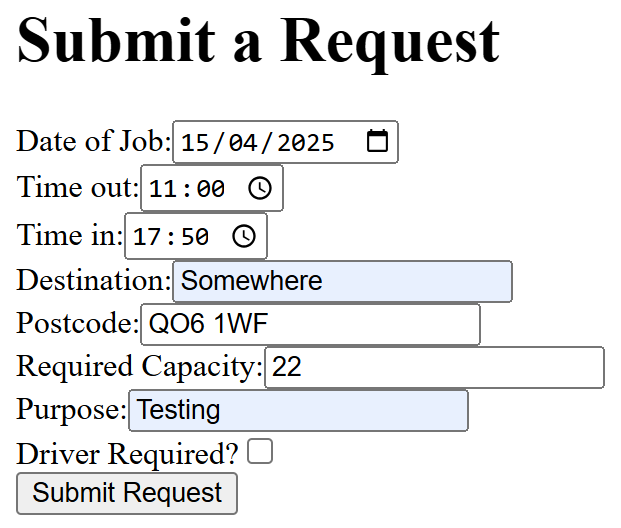 Submit a Request
Date of Job: 15/04/2025
Time out: 11:00
Time in: 17:50
Destination: Somewhere
Postcode: QO6 1WF
Required Capacity: 22
Purpose: Testing
Driver Required?
Submit Request